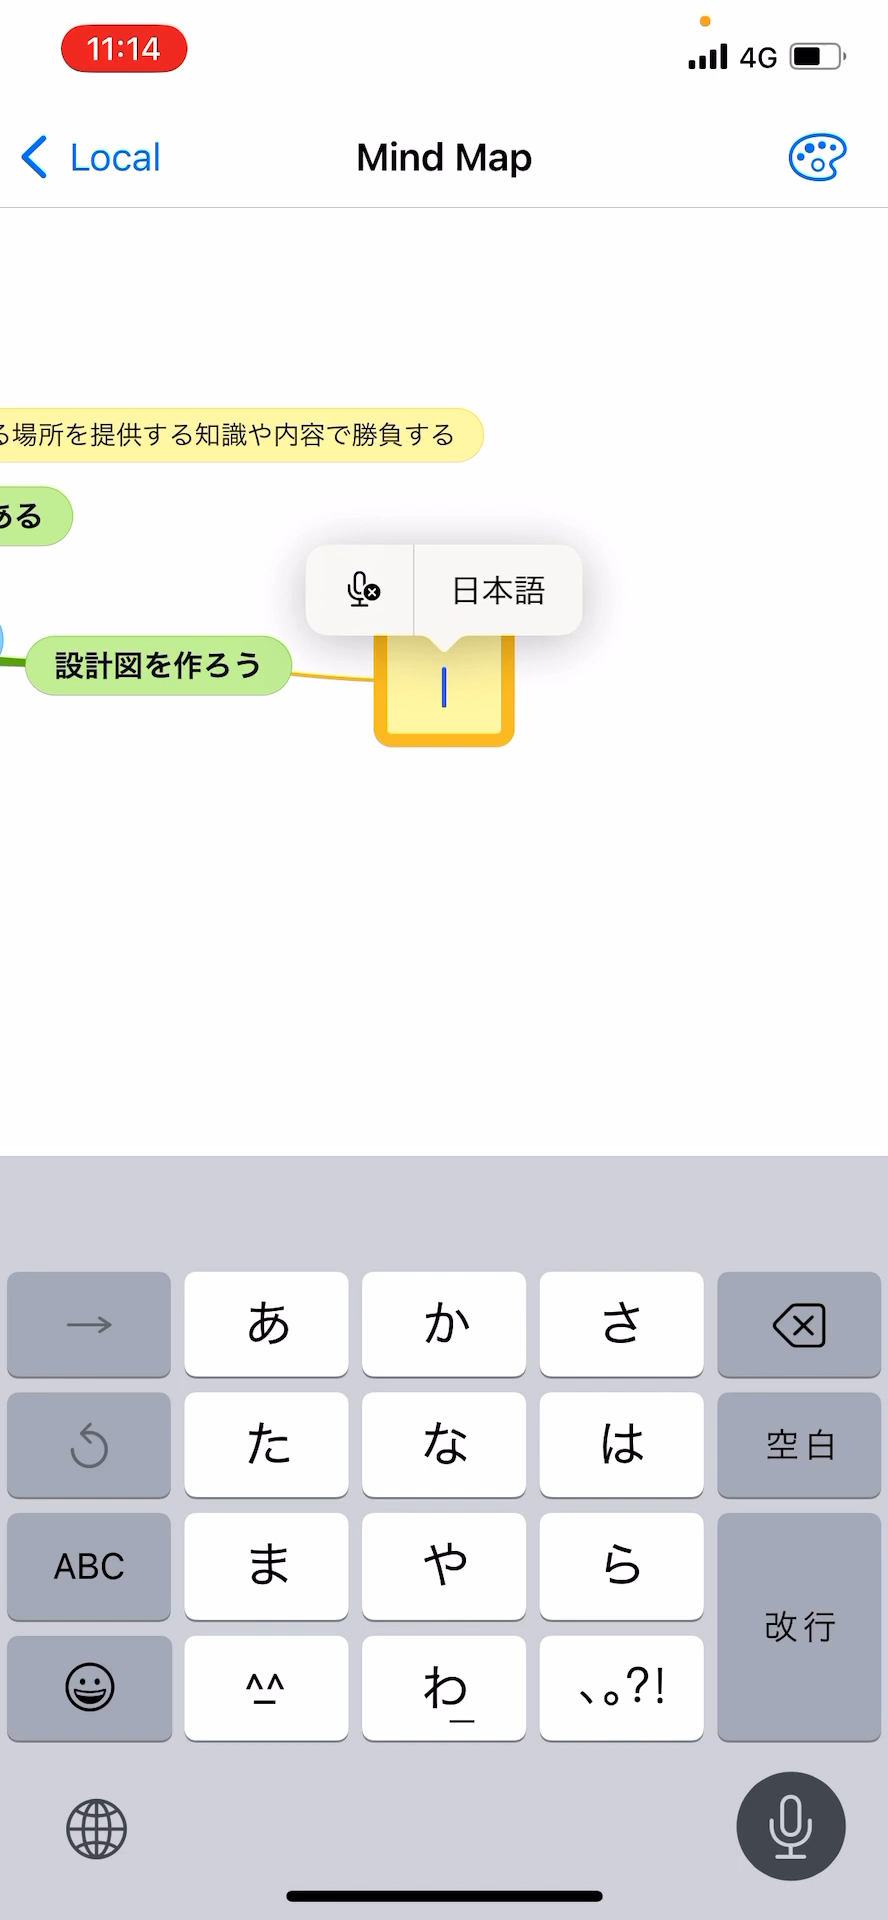 11:14
4G
Local
Mind Map
る場所を提供する知識や内容で勝負する
ある
日本語
設計図を作ろう
あ
か
さ
た
な
は
空白
ABC
ま
や
ら
改行
^^
わ
、。?!